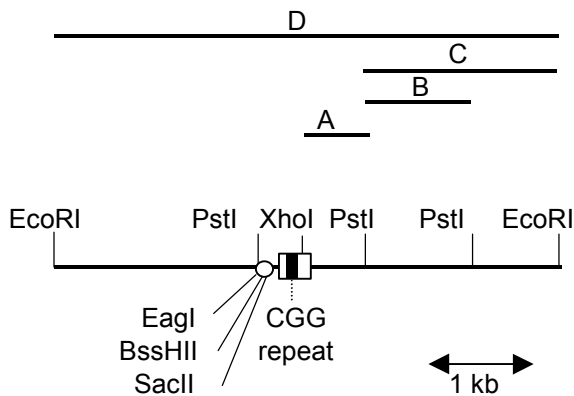 D
C
B
A
EcoRI PstI XhoI PstI PstI EcoRI
EagI
BssHII
SacII
CGG
repeat
1 kb